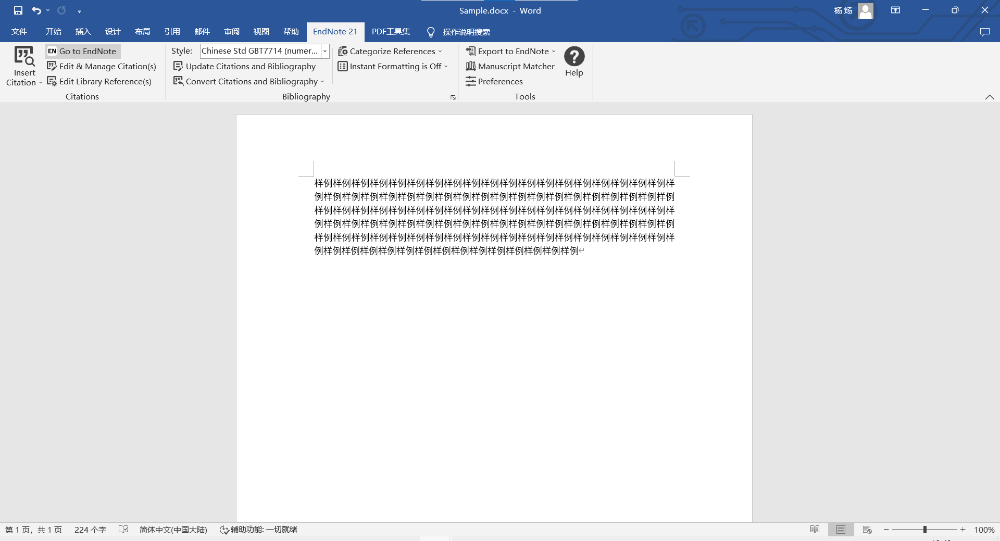 Sample.docx - Word
杨 炀
文件 开始 插入 设计 布局 引用 邮件 审阅 视图 帮助 EndNote 21 PDF工具集 操作说明搜索
Insert Citation
EN Go to EndNote
Edit & Manage Citation(s)
Edit Library Reference(s)
Citations
Style: Chinese Std GBT7714 (numer...
Update Citations and Bibliography
Convert Citations and Bibliography
Categorize References
Instant Formatting is Off
Bibliography
Export to EndNote
Manuscript Matcher
Preferences
Help
Tools
样例样例样例样例样例样例样例样例样例样例样例样例样例样例样例样例样例样例样例样
例样例样例样例样例样例样例样例样例样例样例样例样例样例样例样例样例样例样例样例
样例样例样例样例样例样例样例样例样例样例样例样例样例样例样例样例样例样例样例样
例样例样例样例样例样例样例样例样例样例样例样例样例样例样例样例样例样例样例样例
样例样例样例样例样例样例样例样例样例样例样例样例样例样例样例样例样例样例样例样
例样例样例样例样例样例样例样例样例样例样例样例样例样例样例
第 1 页，共 1 页 224 个字 简体中文(中国大陆) 辅助功能: 一切就绪 100%